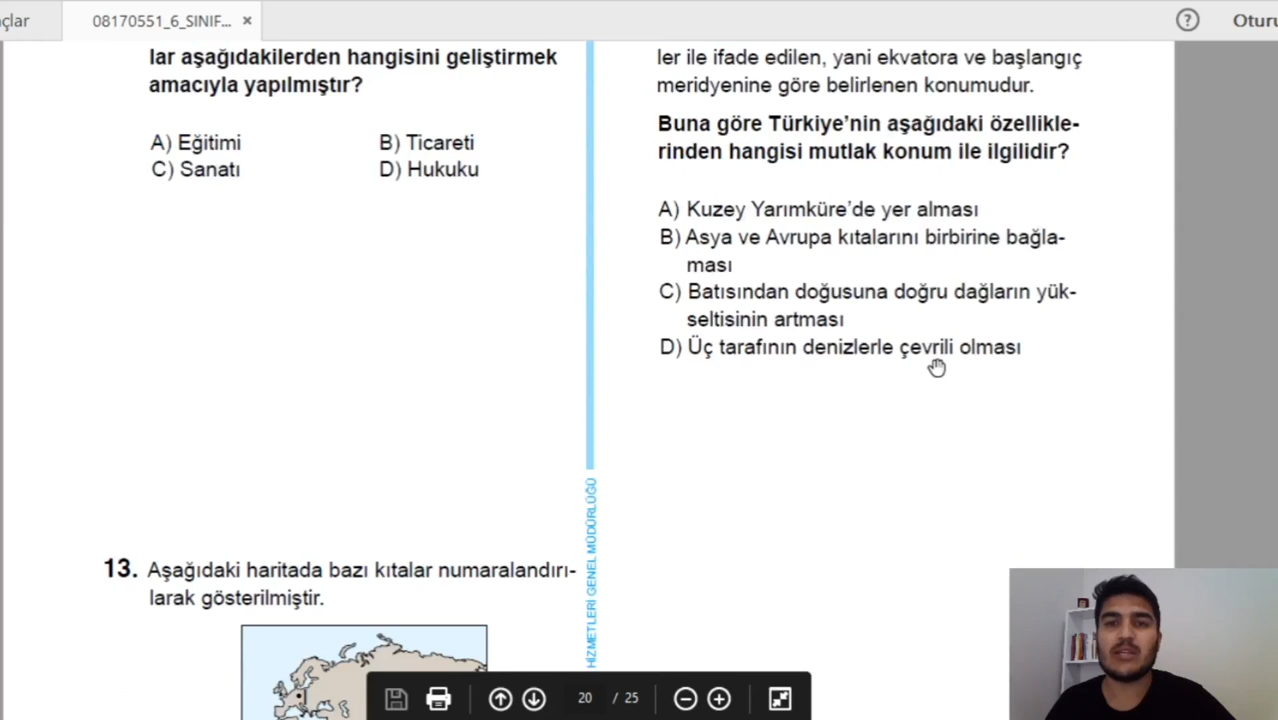 çlar
08170551_6_SINIF... ×
?
Oturu
lar aşağıdakilerden hangisini geliştirmek
amacıyla yapılmıştır?
A) Eğitimi
B) Ticareti
C) Sanatı
D) Hukuku
13. Aşağıdaki haritada bazı kıtalar numaralandırı-
larak gösterilmiştir.
HİZMETLERİ GENEL MÜDÜRLÜĞÜ
ler ile ifade edilen, yani ekvatora ve başlangıç
meridyenine göre belirlenen konumudur.
Buna göre Türkiye’nin aşağıdaki özellikle-
rinden hangisi mutlak konum ile ilgilidir?
A) Kuzey Yarımküre’de yer alması
B) Asya ve Avrupa kıtalarını birbirine bağla-
ması
C) Batısından doğusuna doğru dağların yük-
seltisinin artması
D) Üç tarafının denizlerle çevrili olması
20 / 25